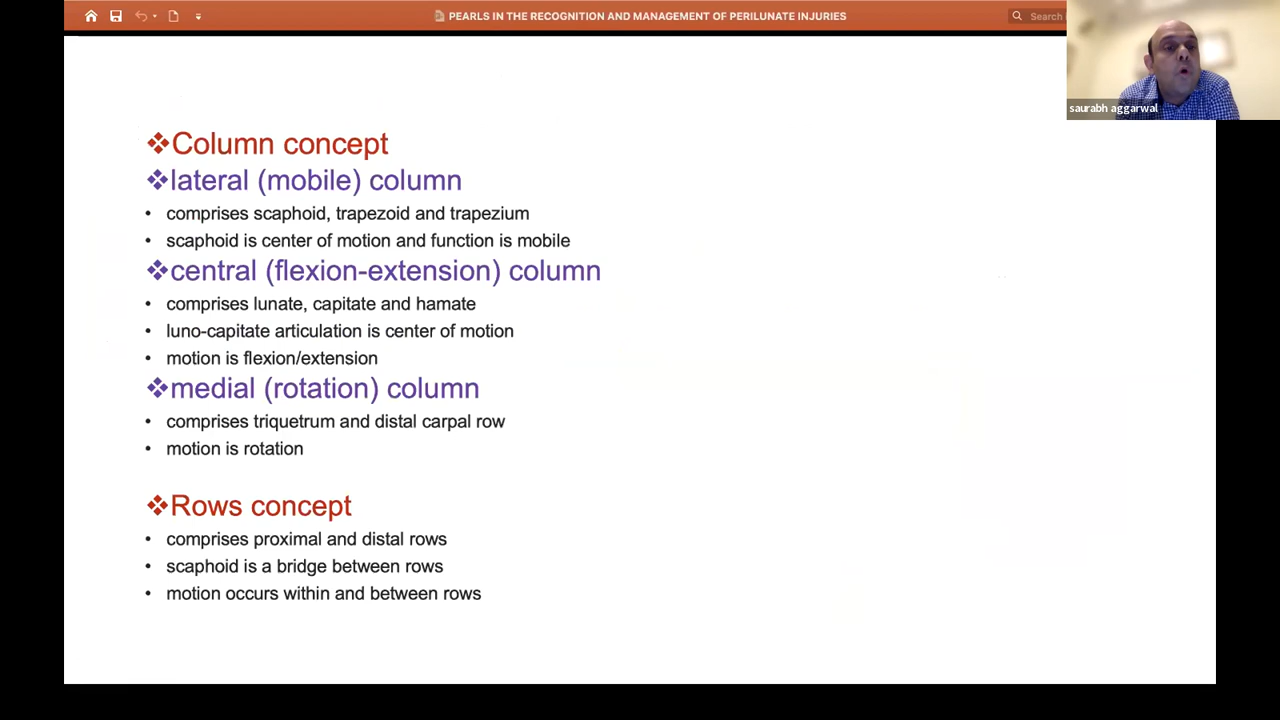 PEARLS IN THE RECOGNITION AND MANAGEMENT OF PERILUNATE INJURIES
Search
saurabh aggarwal
❖Column concept
❖lateral (mobile) column
• comprises scaphoid, trapezoid and trapezium
• scaphoid is center of motion and function is mobile
❖central (flexion-extension) column
• comprises lunate, capitate and hamate
• luno-capitate articulation is center of motion
• motion is flexion/extension
❖medial (rotation) column
• comprises triquetrum and distal carpal row
• motion is rotation
❖Rows concept
• comprises proximal and distal rows
• scaphoid is a bridge between rows
• motion occurs within and between rows